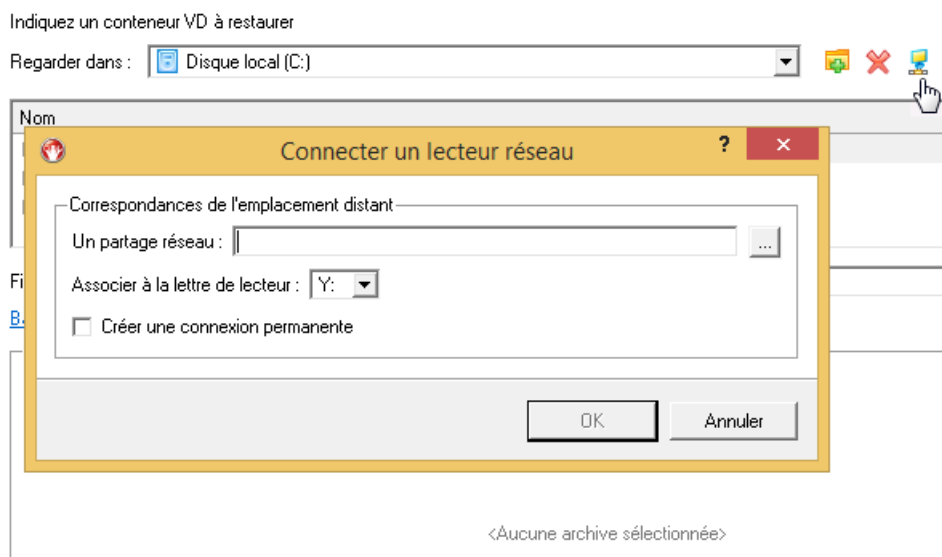 Indiquez un conteneur VD à restaurer
Regarder dans : Disque local (C:)
Nom
Connecter un lecteur réseau ?
Correspondances de l'emplacement distant
Un partage réseau : ...
Associer à la lettre de lecteur : Y:
Créer une connexion permanente
OK Annuler
<Aucune archive sélectionnée>